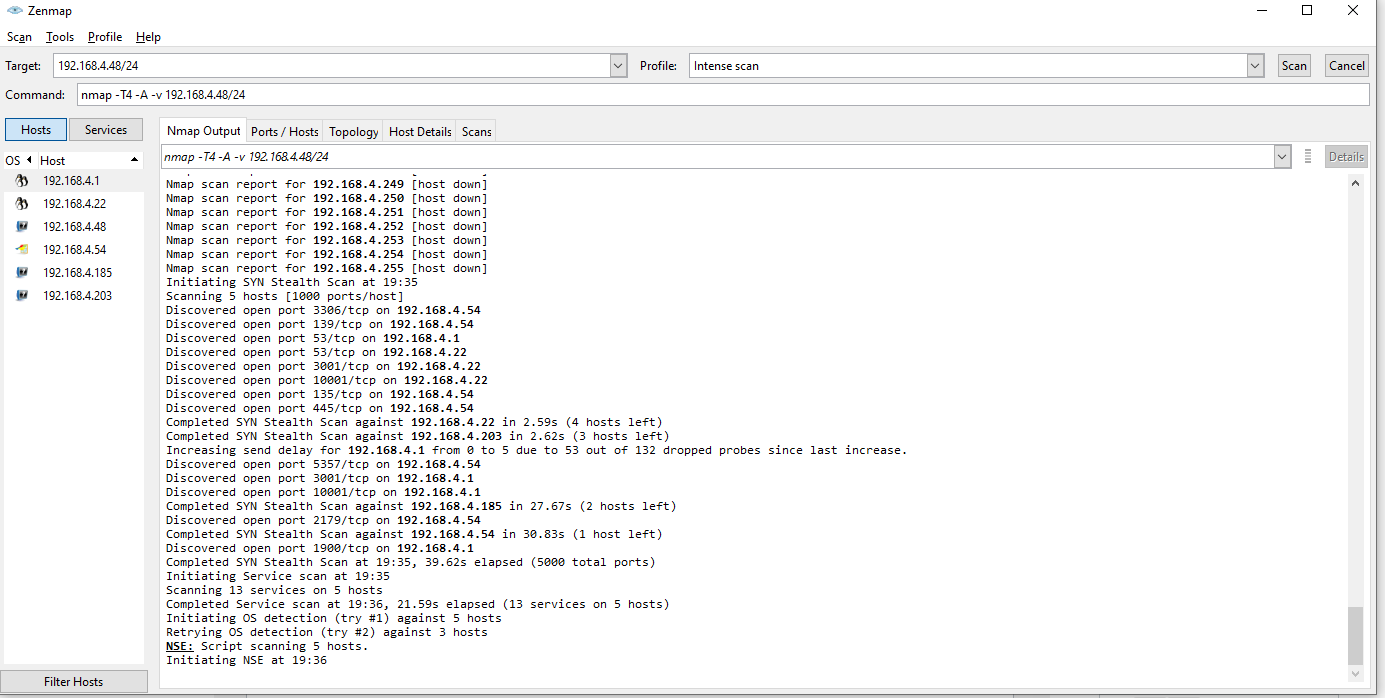 Zenmap
Scan Tools Profile Help
Target: 192.168.4.48/24 Profile: Intense scan Scan Cancel
Command: nmap -T4 -A -v 192.168.4.48/24
Hosts Services
Nmap Output Ports / Hosts Topology Host Details Scans
OS Host
192.168.4.1
192.168.4.22
192.168.4.48
192.168.4.54
192.168.4.185
192.168.4.203
Filter Hosts
nmap -T4 -A -v 192.168.4.48/24 Details
Nmap scan report for 192.168.4.249 [host down]
Nmap scan report for 192.168.4.250 [host down]
Nmap scan report for 192.168.4.251 [host down]
Nmap scan report for 192.168.4.252 [host down]
Nmap scan report for 192.168.4.253 [host down]
Nmap scan report for 192.168.4.254 [host down]
Nmap scan report for 192.168.4.255 [host down]
Initiating SYN Stealth Scan at 19:35
Scanning 5 hosts [1000 ports/host]
Discovered open port 3306/tcp on 192.168.4.54
Discovered open port 139/tcp on 192.168.4.54
Discovered open port 53/tcp on 192.168.4.1
Discovered open port 53/tcp on 192.168.4.22
Discovered open port 3001/tcp on 192.168.4.22
Discovered open port 10001/tcp on 192.168.4.22
Discovered open port 135/tcp on 192.168.4.54
Discovered open port 445/tcp on 192.168.4.54
Completed SYN Stealth Scan against 192.168.4.22 in 2.59s (4 hosts left)
Completed SYN Stealth Scan against 192.168.4.203 in 2.62s (3 hosts left)
Increasing send delay for 192.168.4.1 from 0 to 5 due to 53 out of 132 dropped probes since last increase.
Discovered open port 5357/tcp on 192.168.4.54
Discovered open port 3001/tcp on 192.168.4.1
Discovered open port 10001/tcp on 192.168.4.1
Completed SYN Stealth Scan against 192.168.4.185 in 27.67s (2 hosts left)
Discovered open port 2179/tcp on 192.168.4.54
Completed SYN Stealth Scan against 192.168.4.54 in 30.83s (1 host left)
Discovered open port 1900/tcp on 192.168.4.1
Completed SYN Stealth Scan at 19:35, 39.62s elapsed (5000 total ports)
Initiating Service scan at 19:35
Scanning 13 services on 5 hosts
Completed Service scan at 19:36, 21.59s elapsed (13 services on 5 hosts)
Initiating OS detection (try #1) against 5 hosts
Retrying OS detection (try #2) against 3 hosts
NSE: Script scanning 5 hosts.
Initiating NSE at 19:36